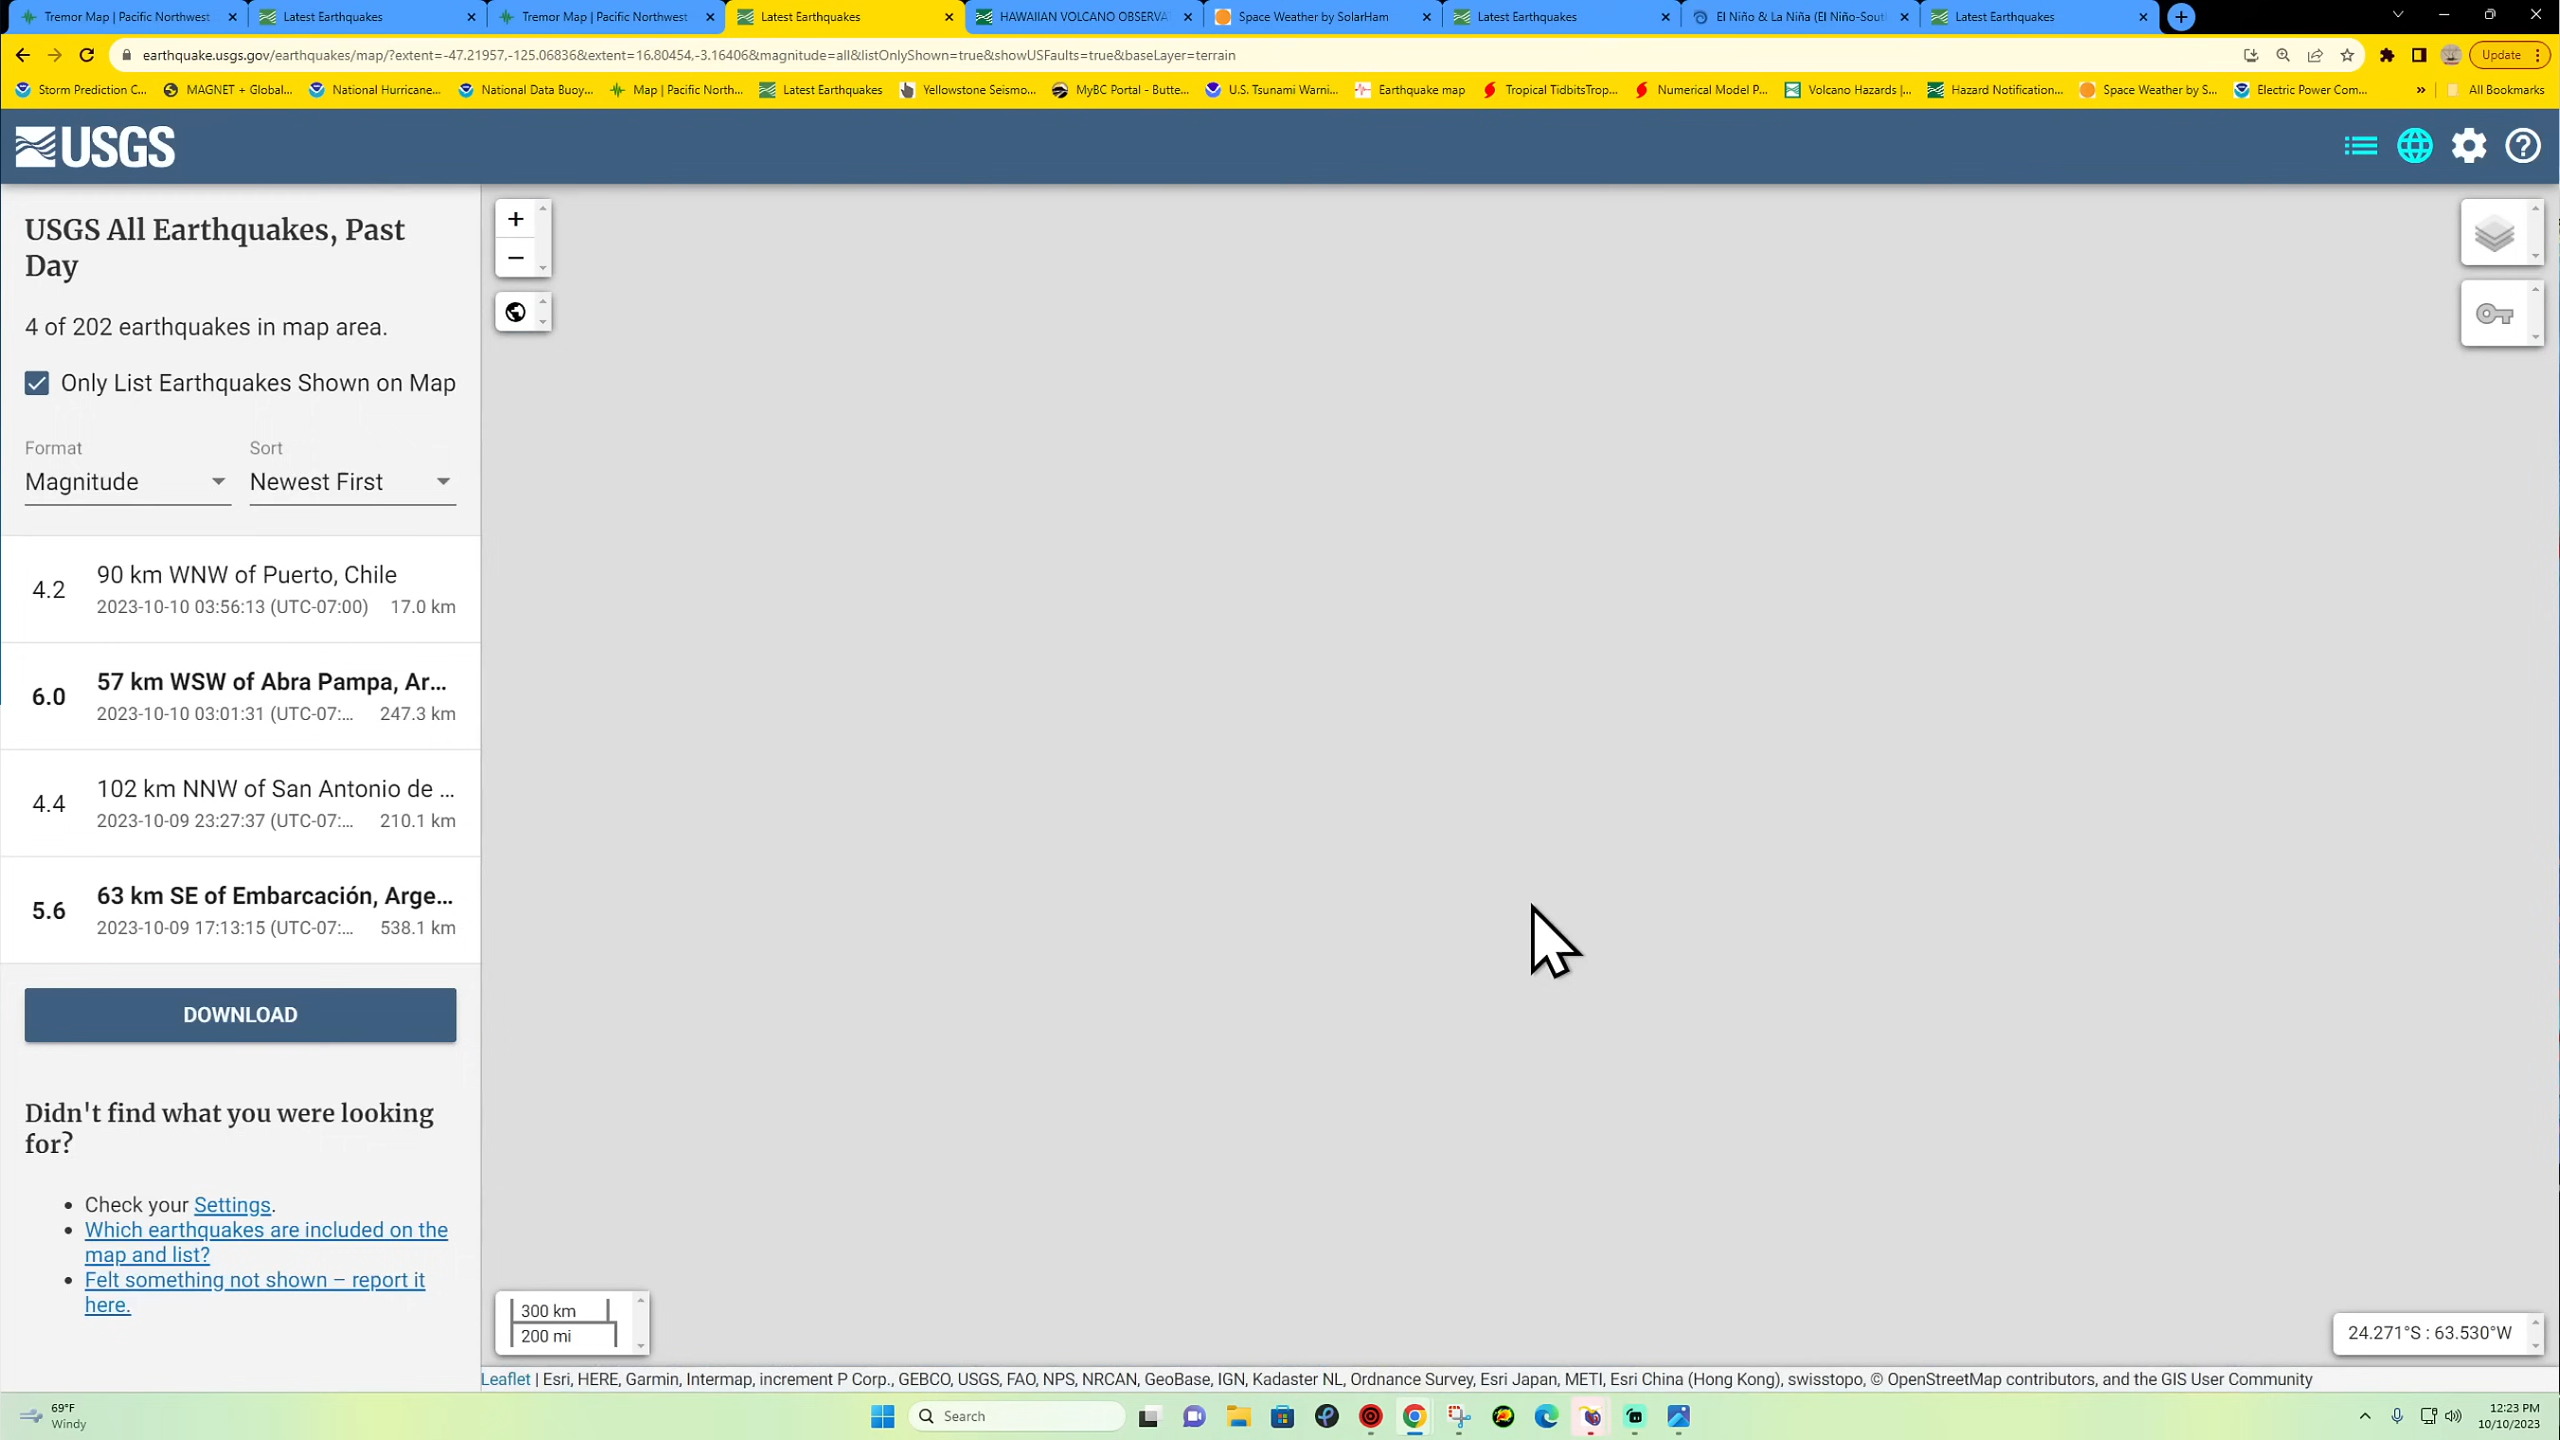 Tremor Map | Pacific Northwest
Latest Earthquakes
Tremor Map | Pacific Northwest
Latest Earthquakes
HAWAIIAN VOLCANO OBSERVAT
Space Weather by SolarHam
Latest Earthquakes
El Niño & La Niña (El Niño-Sout
Latest Earthquakes
earthquake.usgs.gov/earthquakes/map/?extent=-47.21957,-125.06836&extent=16.80454,-3.16406&magnitude=all&listOnlyShown=true&showUSFaults=true&baseLayer=terrain
Update
Storm Prediction C...
MAGNET + Global...
National Hurricane...
National Data Buoy...
Map | Pacific North...
Latest Earthquakes
Yellowstone Seismo...
MyBC Portal - Butte...
U.S. Tsunami Warni...
Earthquake map
Tropical TidbitsTrop...
Numerical Model P...
Volcano Hazards |...
Hazard Notification...
Space Weather by S...
Electric Power Com...
»
All Bookmarks
USGS
USGS All Earthquakes, Past
Day
4 of 202 earthquakes in map area.
Only List Earthquakes Shown on Map
Format
Sort
Magnitude
Newest First
4.2
90 km WNW of Puerto, Chile
2023-10-10 03:56:13 (UTC-07:00) 17.0 km
6.0
57 km WSW of Abra Pampa, Ar...
2023-10-10 03:01:31 (UTC-07:... 247.3 km
4.4
102 km NNW of San Antonio de ...
2023-10-09 23:27:37 (UTC-07:... 210.1 km
5.6
63 km SE of Embarcación, Arge...
2023-10-09 17:13:15 (UTC-07:... 538.1 km
DOWNLOAD
Didn't find what you were looking
for?
• Check your Settings.
• Which earthquakes are included on the
map and list?
• Felt something not shown – report it
here.
+
−
300 km
200 mi
24.271°S : 63.530°W
Leaflet | Esri, HERE, Garmin, Intermap, increment P Corp., GEBCO, USGS, FAO, NPS, NRCAN, GeoBase, IGN, Kadaster NL, Ordnance Survey, Esri Japan, METI, Esri China (Hong Kong), swisstopo, © OpenStreetMap contributors, and the GIS User Community
69°F
Windy
Search
12:23 PM
10/10/2023